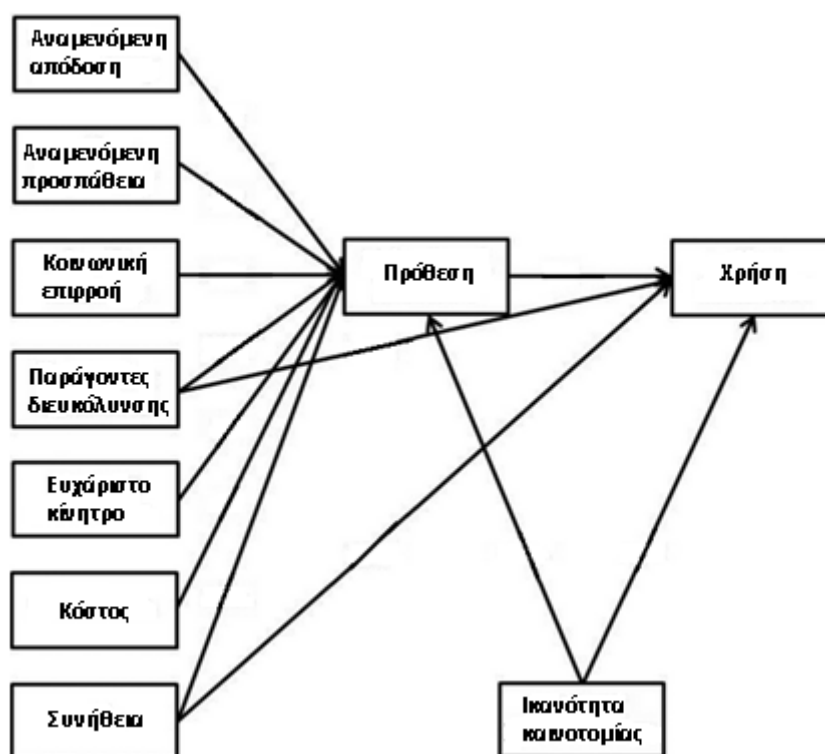 Αναμενόμενη
απόδοση
Αναμενόμενη
προσπάθεια
Κοινωνική
επιρροή
Παράγοντες
διευκόλυνσης
Ευχάριστο
κίνητρο
Κόστος
Συνήθεια
Πρόθεση
Χρήση
Ικανότητα
καινοτομίας